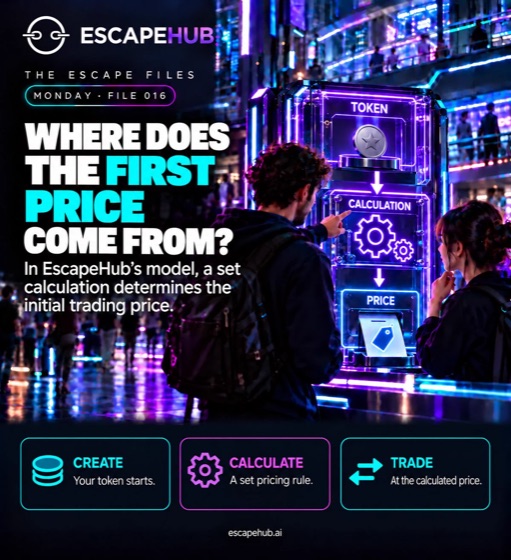 ESCAPEHUB
THE ESCAPE FILES
MONDAY · FILE 016
WHERE DOES
THE FIRST
PRICE
COME FROM?
In EscapeHub's model, a set
calculation determines the
initial trading price.
TOKEN
CALCULATION
PRICE
CREATE
Your token starts.
CALCULATE
A set pricing rule.
TRADE
At the calculated price.
escapehub.ai